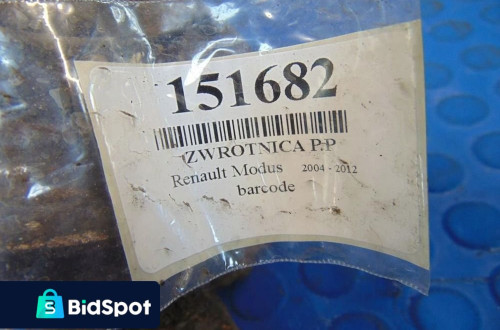 151682
ZWROTNICA P.P
Renault Modus 2004 - 2012
barcode
S BidSpot